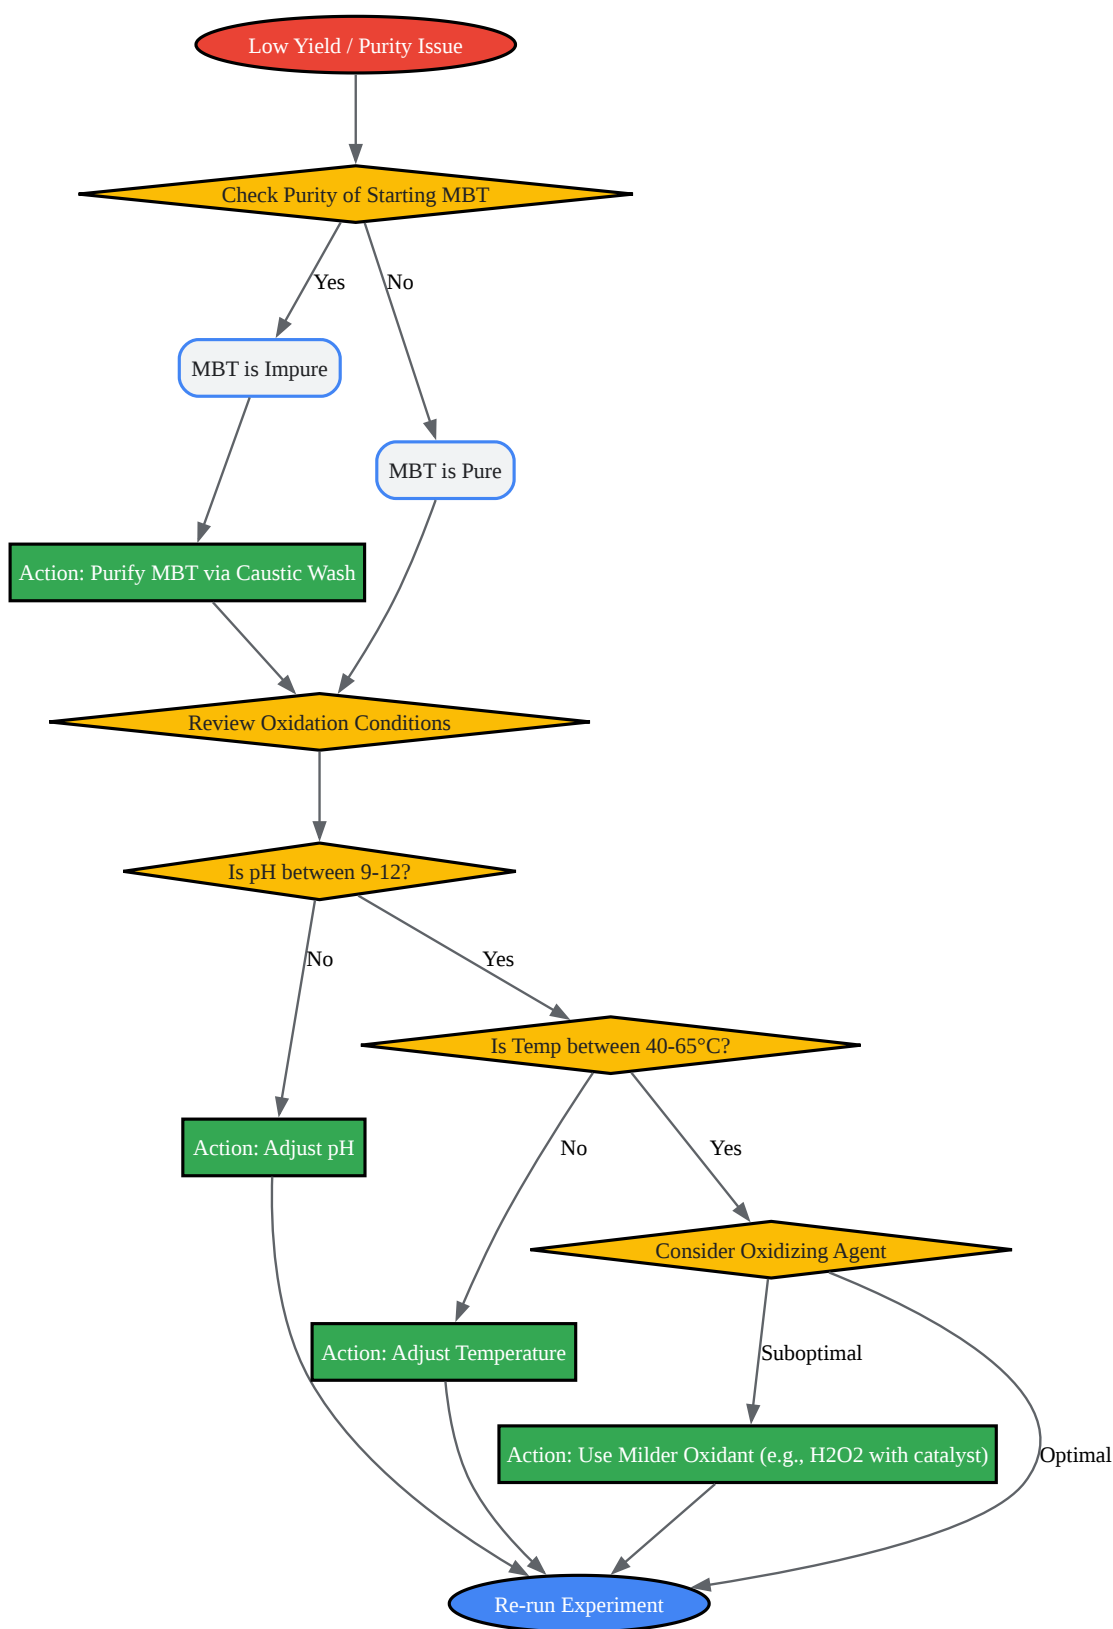 Low Yield / Purity Issue
Check Purity of Starting MBT
Yes
No
MBT is Impure
MBT is Pure
Action: Purify MBT via Caustic Wash
Review Oxidation Conditions
Is pH between 9-12?
No
Yes
Is Temp between 40-65°C?
Action: Adjust pH
No
Yes
Consider Oxidizing Agent
Action: Adjust Temperature
Suboptimal
Action: Use Milder Oxidant (e.g., H2O2 with catalyst)
Optimal
Re-run Experiment